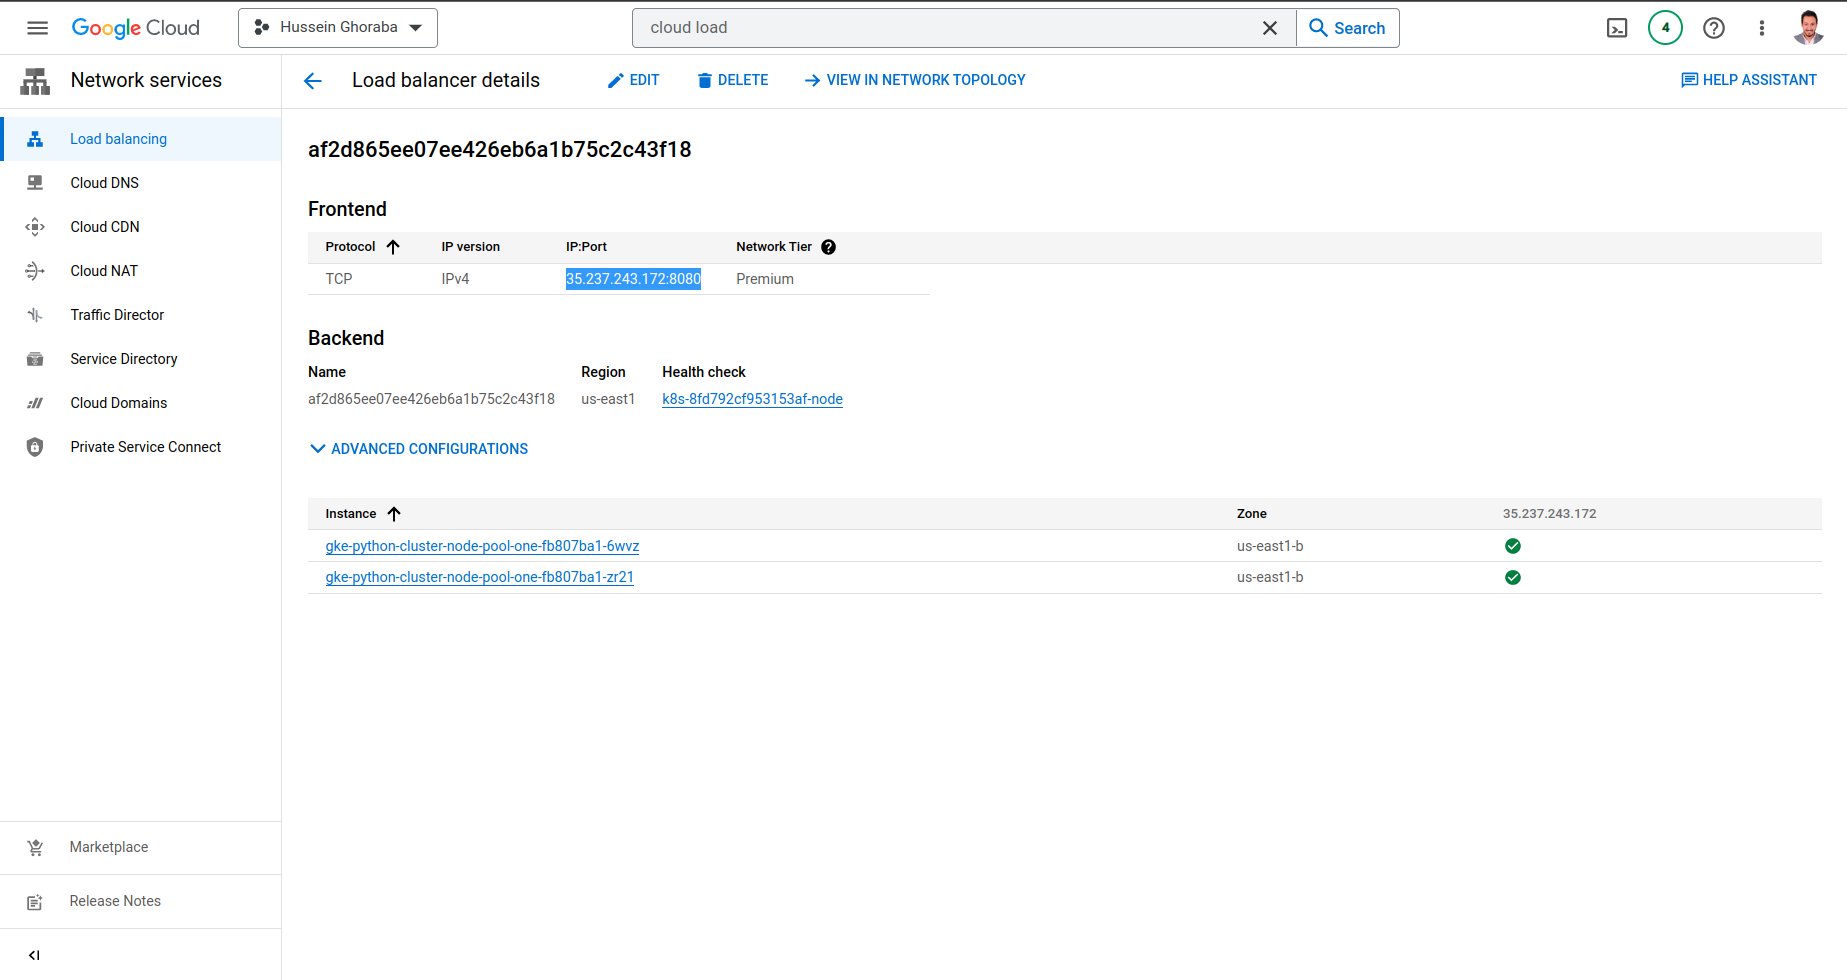 Google Cloud
Hussein Ghoraba
cloud load
Search
4
Network services
Load balancer details
EDIT
DELETE
VIEW IN NETWORK TOPOLOGY
HELP ASSISTANT
Load balancing
Cloud DNS
Cloud CDN
Cloud NAT
Traffic Director
Service Directory
Cloud Domains
Private Service Connect
Marketplace
Release Notes
af2d865ee07ee426eb6a1b75c2c43f18
Frontend
Protocol IP version IP:Port Network Tier
TCP IPv4 35.237.243.172:8080 Premium
Backend
Name Region Health check
af2d865ee07ee426eb6a1b75c2c43f18 us-east1 k8s-8fd792cf953153af-node
ADVANCED CONFIGURATIONS
Instance Zone 35.237.243.172
gke-python-cluster-node-pool-one-fb807ba1-6wvz us-east1-b
gke-python-cluster-node-pool-one-fb807ba1-zr21 us-east1-b